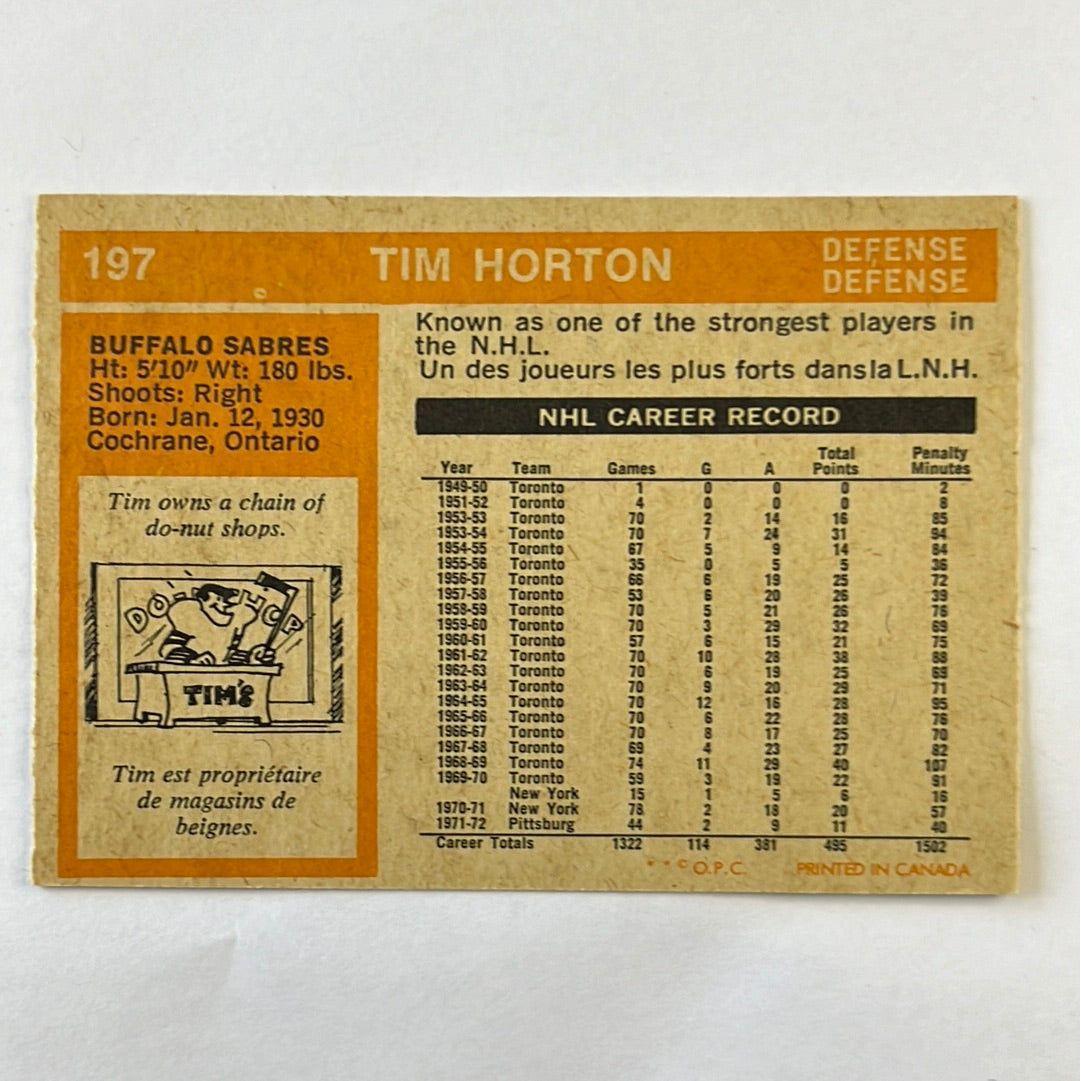 197 TIM HORTON DEFENSE
DEFENSE
BUFFALO SABRES
Ht: 5'10" Wt: 180 lbs.
Shoots: Right
Born: Jan. 12, 1930
Cochrane, Ontario
Tim owns a chain of
do-nut shops.
TIM'S
Tim est propriétaire
de magasins de
beignes.
Known as one of the strongest players in
the N.H.L.
Un des joueurs les plus forts dans la L.N.H.
NHL CAREER RECORD
Year Team Games G A Total Points Penalty Minutes
1949-50 Toronto 1 0 0 0 2
1951-52 Toronto 4 0 0 0 8
1953-53 Toronto 70 2 14 16 85
1953-54 Toronto 70 7 24 31 94
1954-55 Toronto 67 5 9 14 84
1955-56 Toronto 35 0 5 5 36
1956-57 Toronto 66 6 19 25 72
1957-58 Toronto 53 6 20 26 39
1958-59 Toronto 70 5 21 26 76
1959-60 Toronto 70 3 29 32 69
1960-61 Toronto 57 6 15 21 75
1961-62 Toronto 70 10 28 38 88
1962-63 Toronto 70 6 19 25 69
1963-64 Toronto 70 9 20 29 71
1964-65 Toronto 70 12 16 28 95
1965-66 Toronto 70 6 22 28 76
1966-67 Toronto 70 8 17 25 70
1967-68 Toronto 69 4 23 27 82
1968-69 Toronto 74 11 29 40 107
1969-70 Toronto 59 3 19 22 91
New York 15 1 5 6 16
1970-71 New York 78 2 18 20 57
1971-72 Pittsburg 44 2 9 11 40
Career Totals 1322 114 381 495 1502
* * © O.P.C. PRINTED IN CANADA